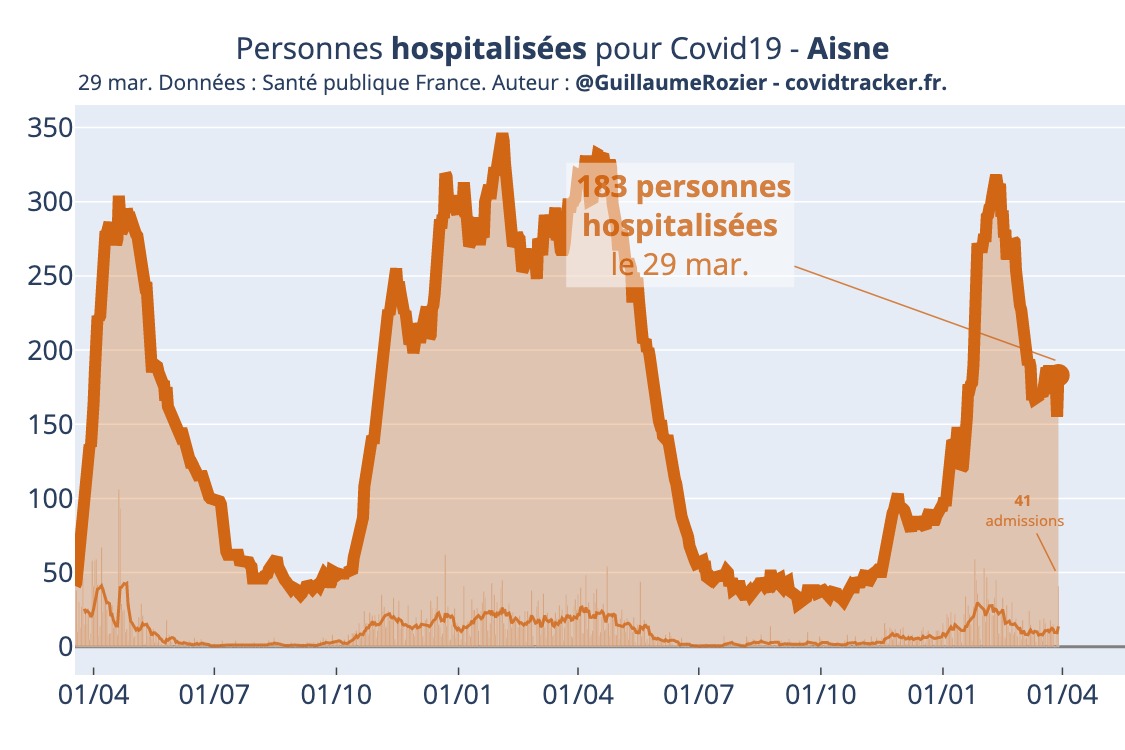 Personnes hospitalisées pour Covid19 - Aisne
29 mar. Données : Santé publique France. Auteur : @GuillaumeRozier - covidtracker.fr.
350
300
250
200
150
100
50
0
183 personnes
hospitalisées
le 29 mar.
41
admissions
01/04 01/07 01/10 01/01 01/04 01/07 01/10 01/01 01/04